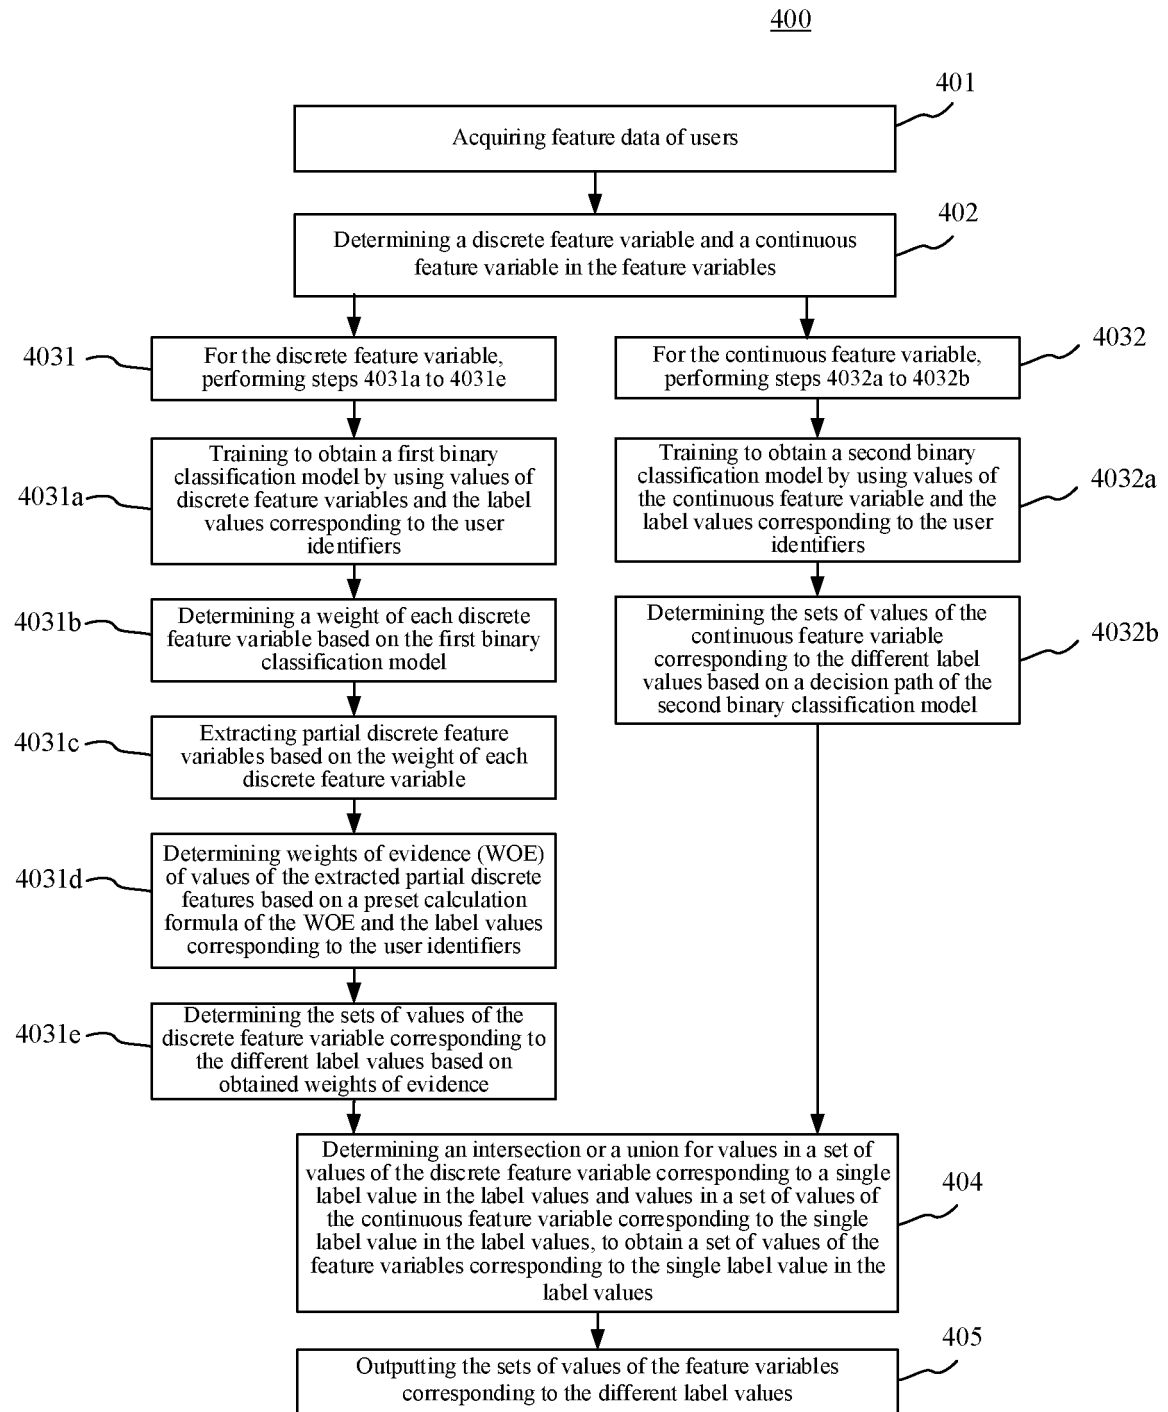 400
401
Acquiring feature data of users
402
Determining a discrete feature variable and a continuous
feature variable in the feature variables
4031
For the discrete feature variable,
performing steps 4031a to 4031e
4032
For the continuous feature variable,
performing steps 4032a to 4032b
4031a
Training to obtain a first binary
classification model by using values of
discrete feature variables and the label
values corresponding to the user
identifiers
4032a
Training to obtain a second binary
classification model by using values of
the continuous feature variable and the
label values corresponding to the user
identifiers
4031b
Determining a weight of each discrete
feature variable based on the first binary
classification model
4032b
Determining the sets of values of the
continuous feature variable
corresponding to the different label
values based on a decision path of the
second binary classification model
4031c
Extracting partial discrete feature
variables based on the weight of each
discrete feature variable
4031d
Determining weights of evidence (WOE)
of values of the extracted partial discrete
features based on a preset calculation
formula of the WOE and the label values
corresponding to the user identifiers
4031e
Determining the sets of values of the
discrete feature variable corresponding to
the different label values based on
obtained weights of evidence
404
Determining an intersection or a union for values in a set of
values of the discrete feature variable corresponding to a single
label value in the label values and values in a set of values of
the continuous feature variable corresponding to the single
label value in the label values, to obtain a set of values of the
feature variables corresponding to the single label value in the
label values
405
Outputting the sets of values of the feature variables
corresponding to the different label values